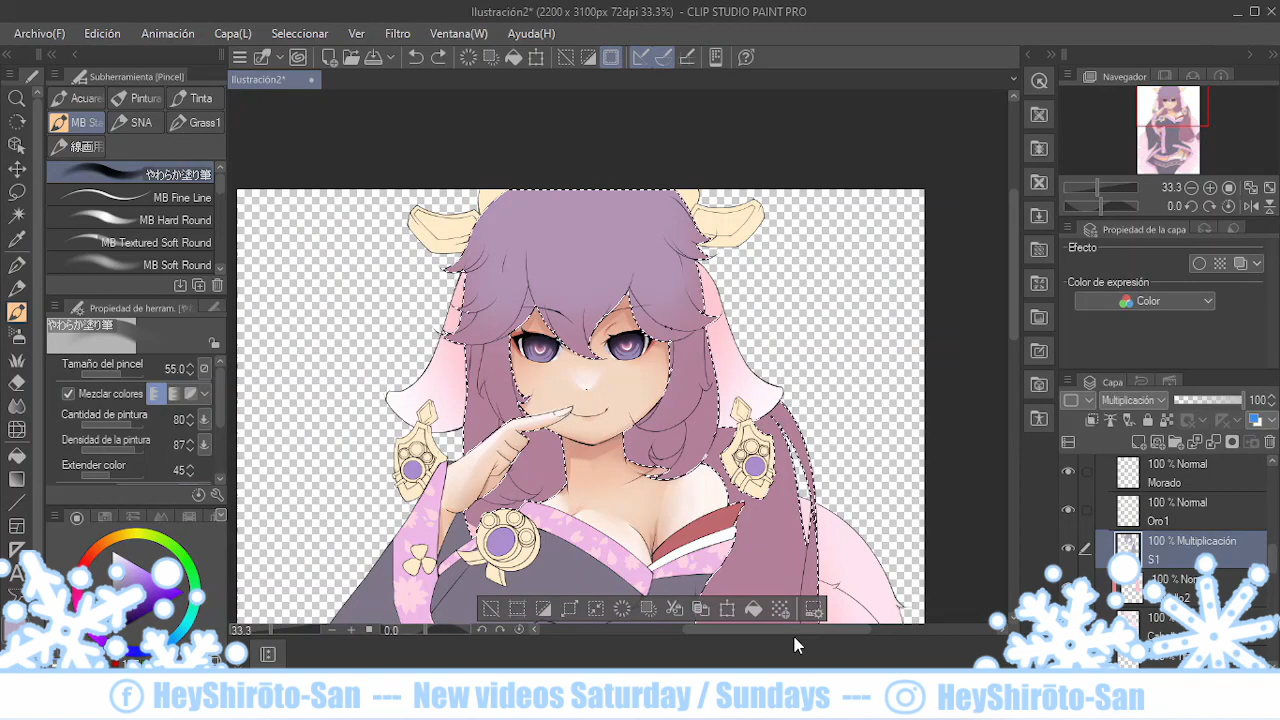 Ilustración2* (2200 x 3100px 72dpi 33.3%) - CLIP STUDIO PAINT PRO
Archivo(F) Edición Animación Capa(L) Seleccionar Ver Filtro Ventana(W) Ayuda(H)
Subherramienta (Pincel)
Ilustración2*
Navegador
Acuare Pintura Tinta
MB Sta SNA Grass1
線画用
やわらか塗り筆
MB Fine Line
MB Hard Round
MB Textured Soft Round
MB Soft Round
33.3
0.0
Propiedad de la capa
Efecto
Color de expresión
Color
Propiedad de herram.
やわらか塗り筆
Tamaño del pincel 55.0
Mezclar colores
Cantidad de pintura 80
Densidad de la pintura 87
Extender color 45
Capa
Multiplicación 100
100 % Normal
Morado
100 % Normal
Oro1
100 % Multiplicación
S1
33.3 0.0
HeyShirōto-San --- New videos Saturday / Sundays --- HeyShirōto-San